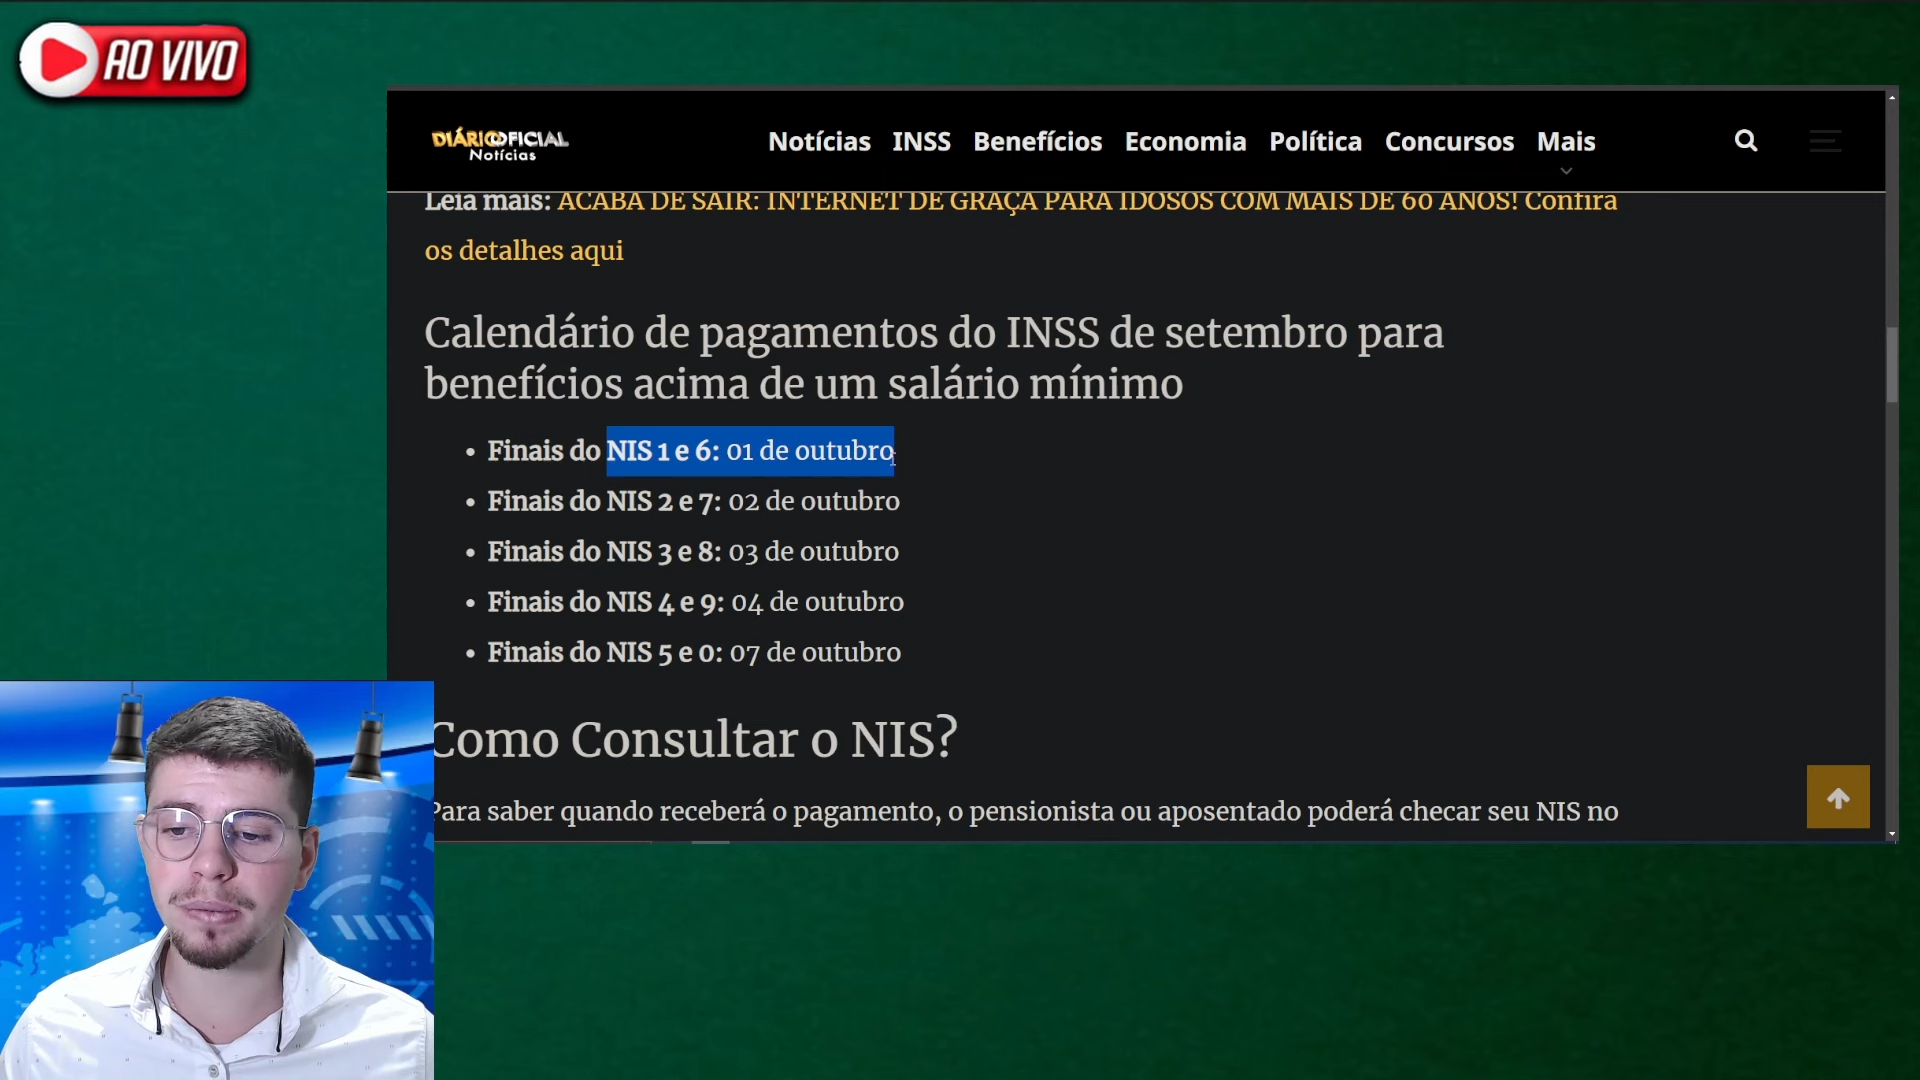 AO VIVO
DIÁRIO OFICIAL
Notícias
Notícias INSS Benefícios Economia Política Concursos Mais
Leia mais: ACABA DE SAIR: INTERNET DE GRAÇA PARA IDOSOS COM MAIS DE 60 ANOS! Confira
os detalhes aqui
Calendário de pagamentos do INSS de setembro para
benefícios acima de um salário mínimo
• Finais do NIS 1 e 6: 01 de outubro
• Finais do NIS 2 e 7: 02 de outubro
• Finais do NIS 3 e 8: 03 de outubro
• Finais do NIS 4 e 9: 04 de outubro
• Finais do NIS 5 e 0: 07 de outubro
Como Consultar o NIS?
Para saber quando receberá o pagamento, o pensionista ou aposentado poderá checar seu NIS no